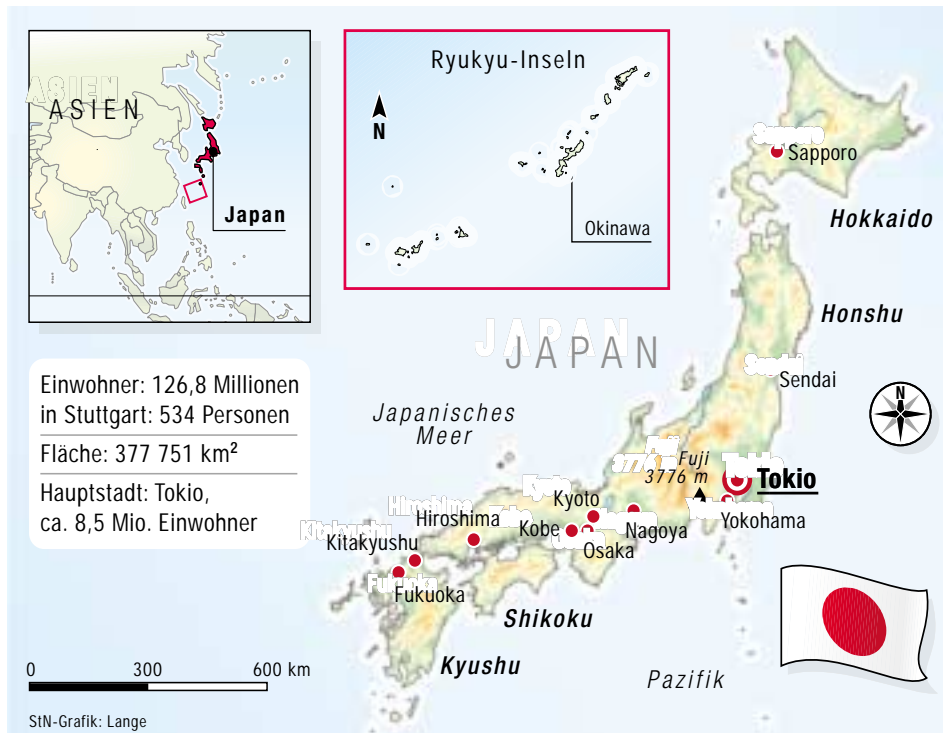 ASIEN
Japan
Ryukyu-Inseln
N
Okinawa
Sapporo
Hokkaido
Honshu
JAPAN
Sendai
N
Einwohner: 126,8 Millionen
in Stuttgart: 534 Personen
Fläche: 377 751 km²
Hauptstadt: Tokio,
ca. 8,5 Mio. Einwohner
Japanisches
Meer
Fuji
3776 m
Tokio
Kyoto
Hiroshima
Kobe
Nagoya
Yokohama
Kitakyushu
Osaka
Fukuoka
Shikoku
Kyushu
Pazifik
0 300 600 km
StN-Grafik: Lange